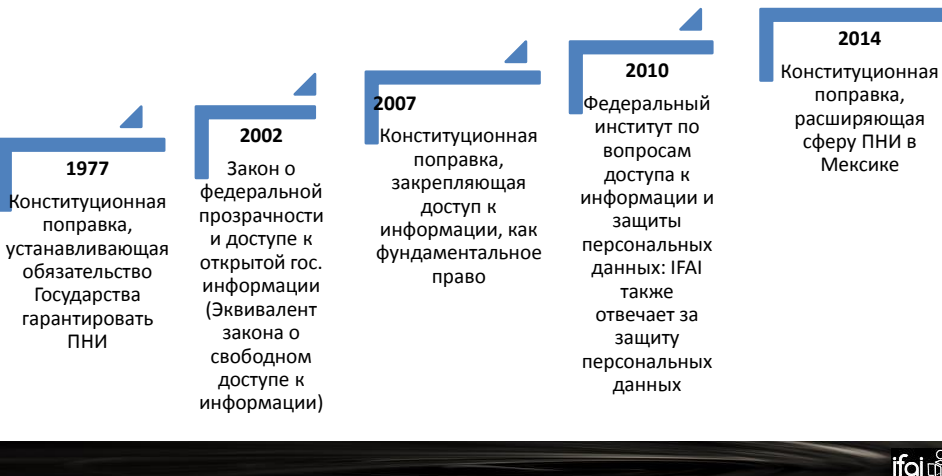 1977
Конституционная
поправка,
устанавливающая
обязательство
Государства
гарантировать
ПНИ
2002
Закон о
федеральной
прозрачности
и доступе к
открытой гос.
информации
(Эквивалент
закона о
свободном
доступе к
информации)
2007
Конституционная
поправка,
закрепляющая
доступ к
информации, как
фундаментальное
право
2010
Федеральный
институт по
вопросам
доступа к
информации и
защиты
персональных
данных: IFAI
также
отвечает за
защиту
персональных
данных
2014
Конституционная
поправка,
расширяющая
сферу ПНИ в
Мексике
ifai